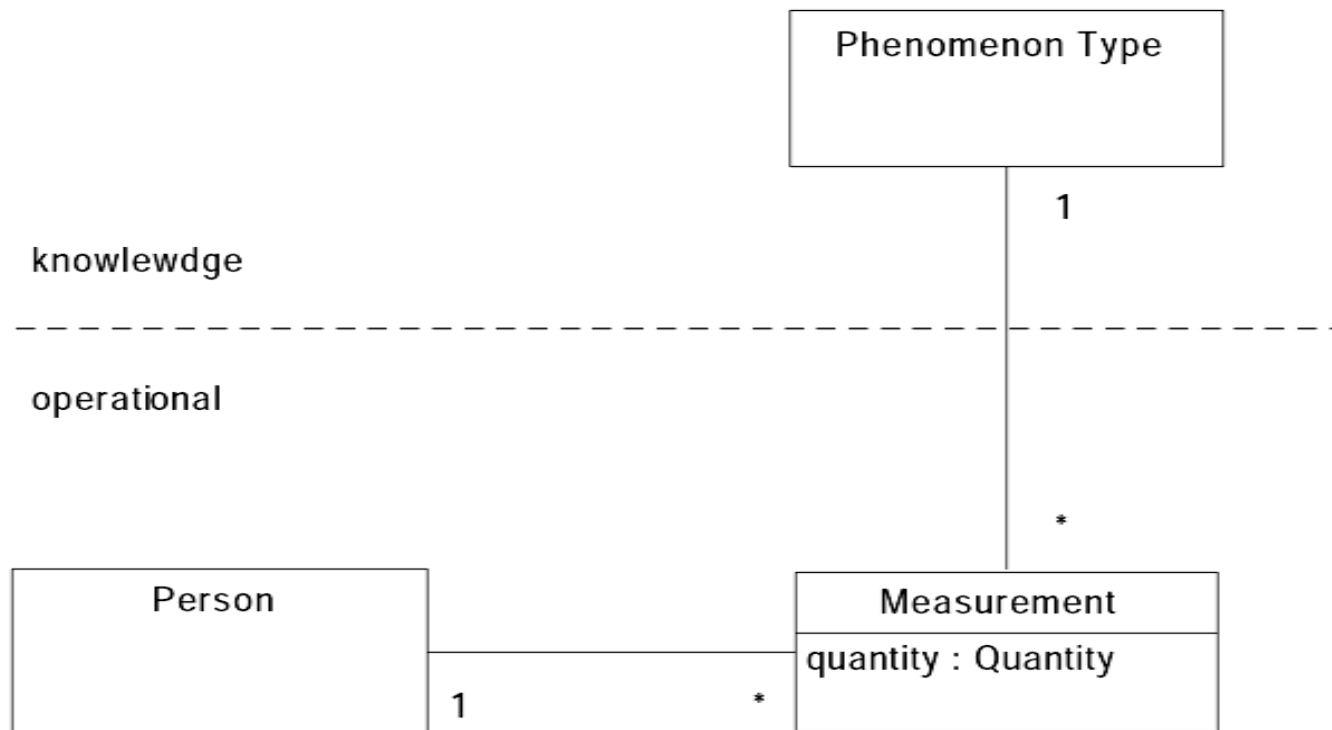 Phenomenon Type
1
knowlewdge
operational
*
Person
Measurement
quantity : Quantity
1
*